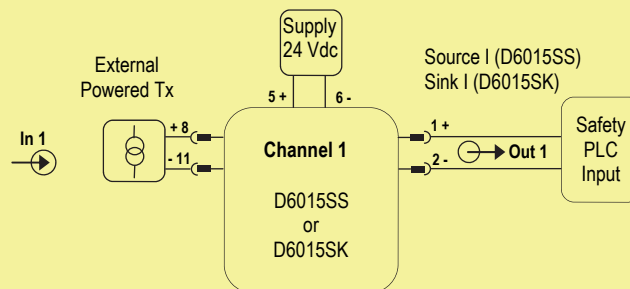 Supply
24 Vdc
5 +
6 -
External
Powered Tx
Source I (D6015SS)
Sink I (D6015SK)
In 1
+ 8
- 11
Channel 1
D6015SS
or
D6015SK
1 +
2 -
Out 1
Safety
PLC
Input